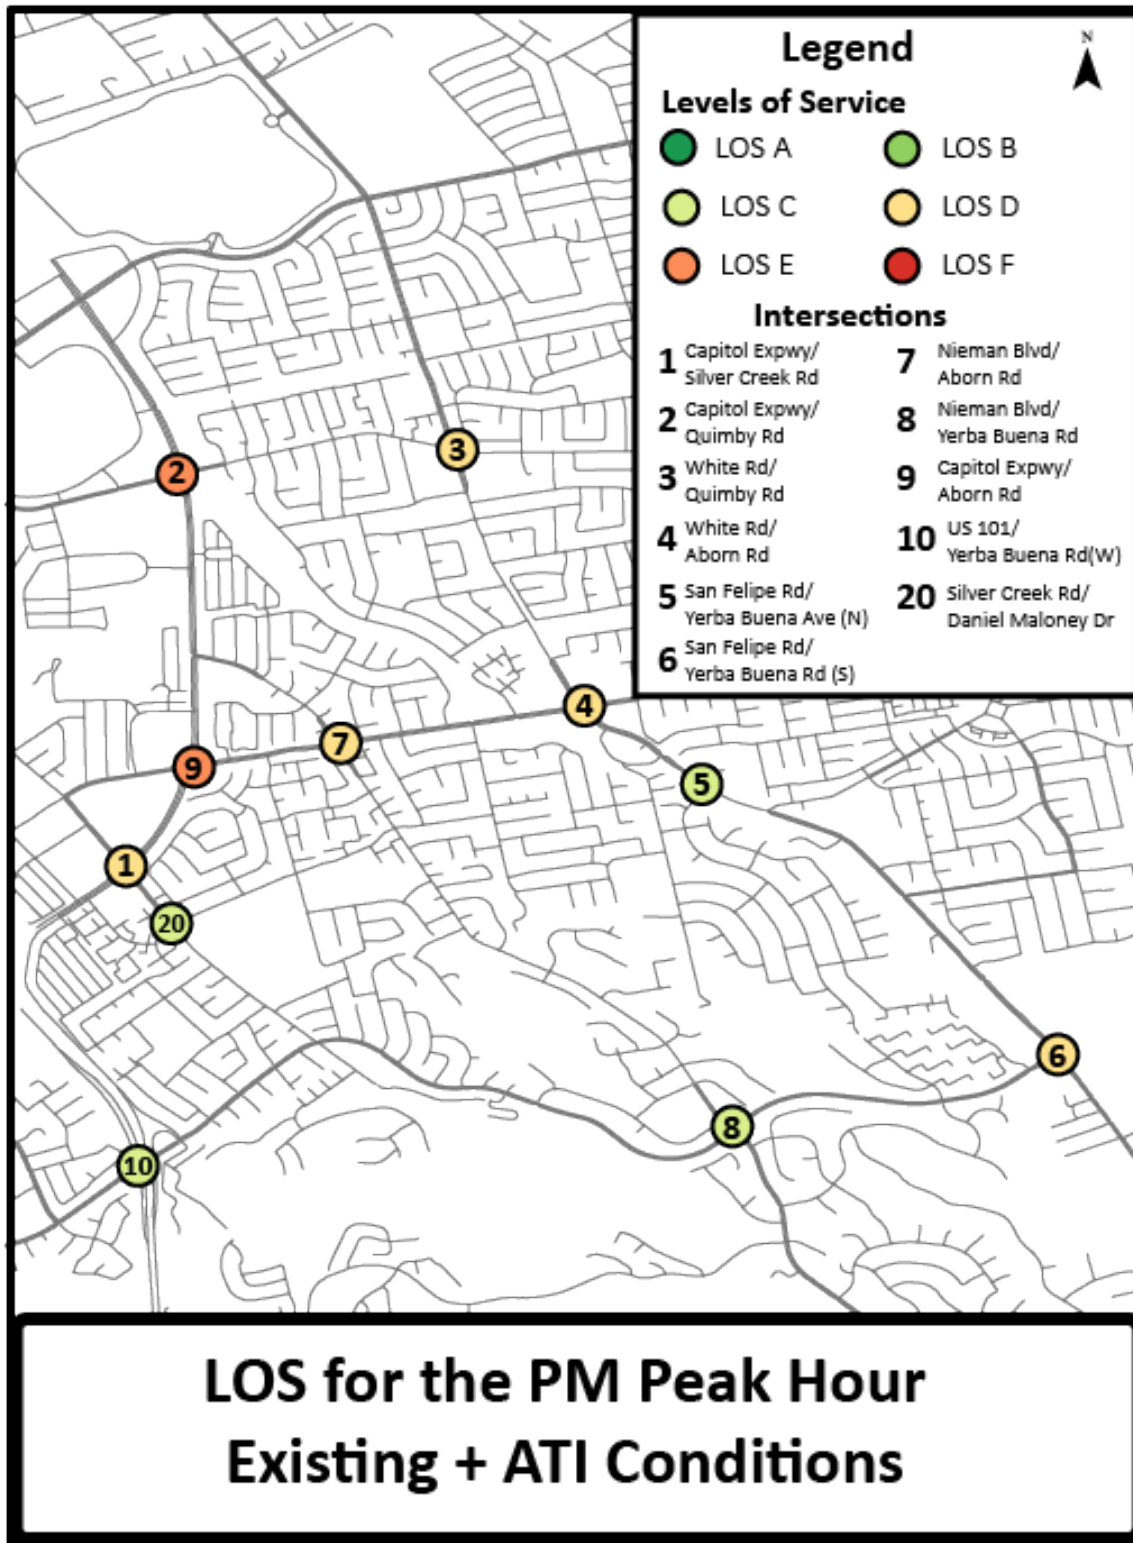 Legend
N
Levels of Service
LOS A
LOS B
LOS C
LOS D
LOS E
LOS F
Intersections
1 Capitol Expwy/
Silver Creek Rd
2 Capitol Expwy/
Quimby Rd
3 White Rd/
Quimby Rd
4 White Rd/
Aborn Rd
5 San Felipe Rd/
Yerba Buena Ave (N)
6 San Felipe Rd/
Yerba Buena Rd (S)
7 Nieman Blvd/
Aborn Rd
8 Nieman Blvd/
Yerba Buena Rd
9 Capitol Expwy/
Aborn Rd
10 US 101/
Yerba Buena Rd(W)
20 Silver Creek Rd/
Daniel Maloney Dr
3
2
4
7
9
5
1
20
6
8
10
LOS for the PM Peak Hour
Existing + ATI Conditions